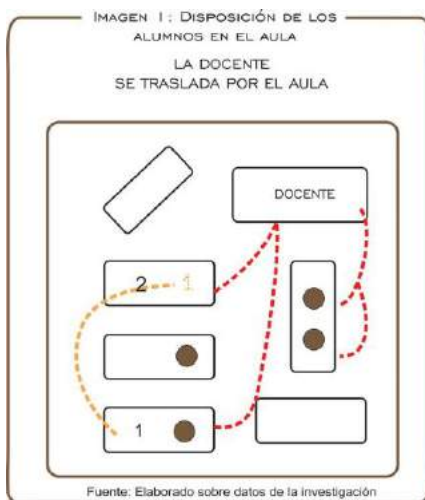 IMAGEN 1: DISPOSICIÓN DE LOS
ALUMNOS EN EL AULA
LA DOCENTE
SE TRASLADA POR EL AULA
DOCENTE
2 1
1
Fuente: Elaborado sobre datos de la investigación